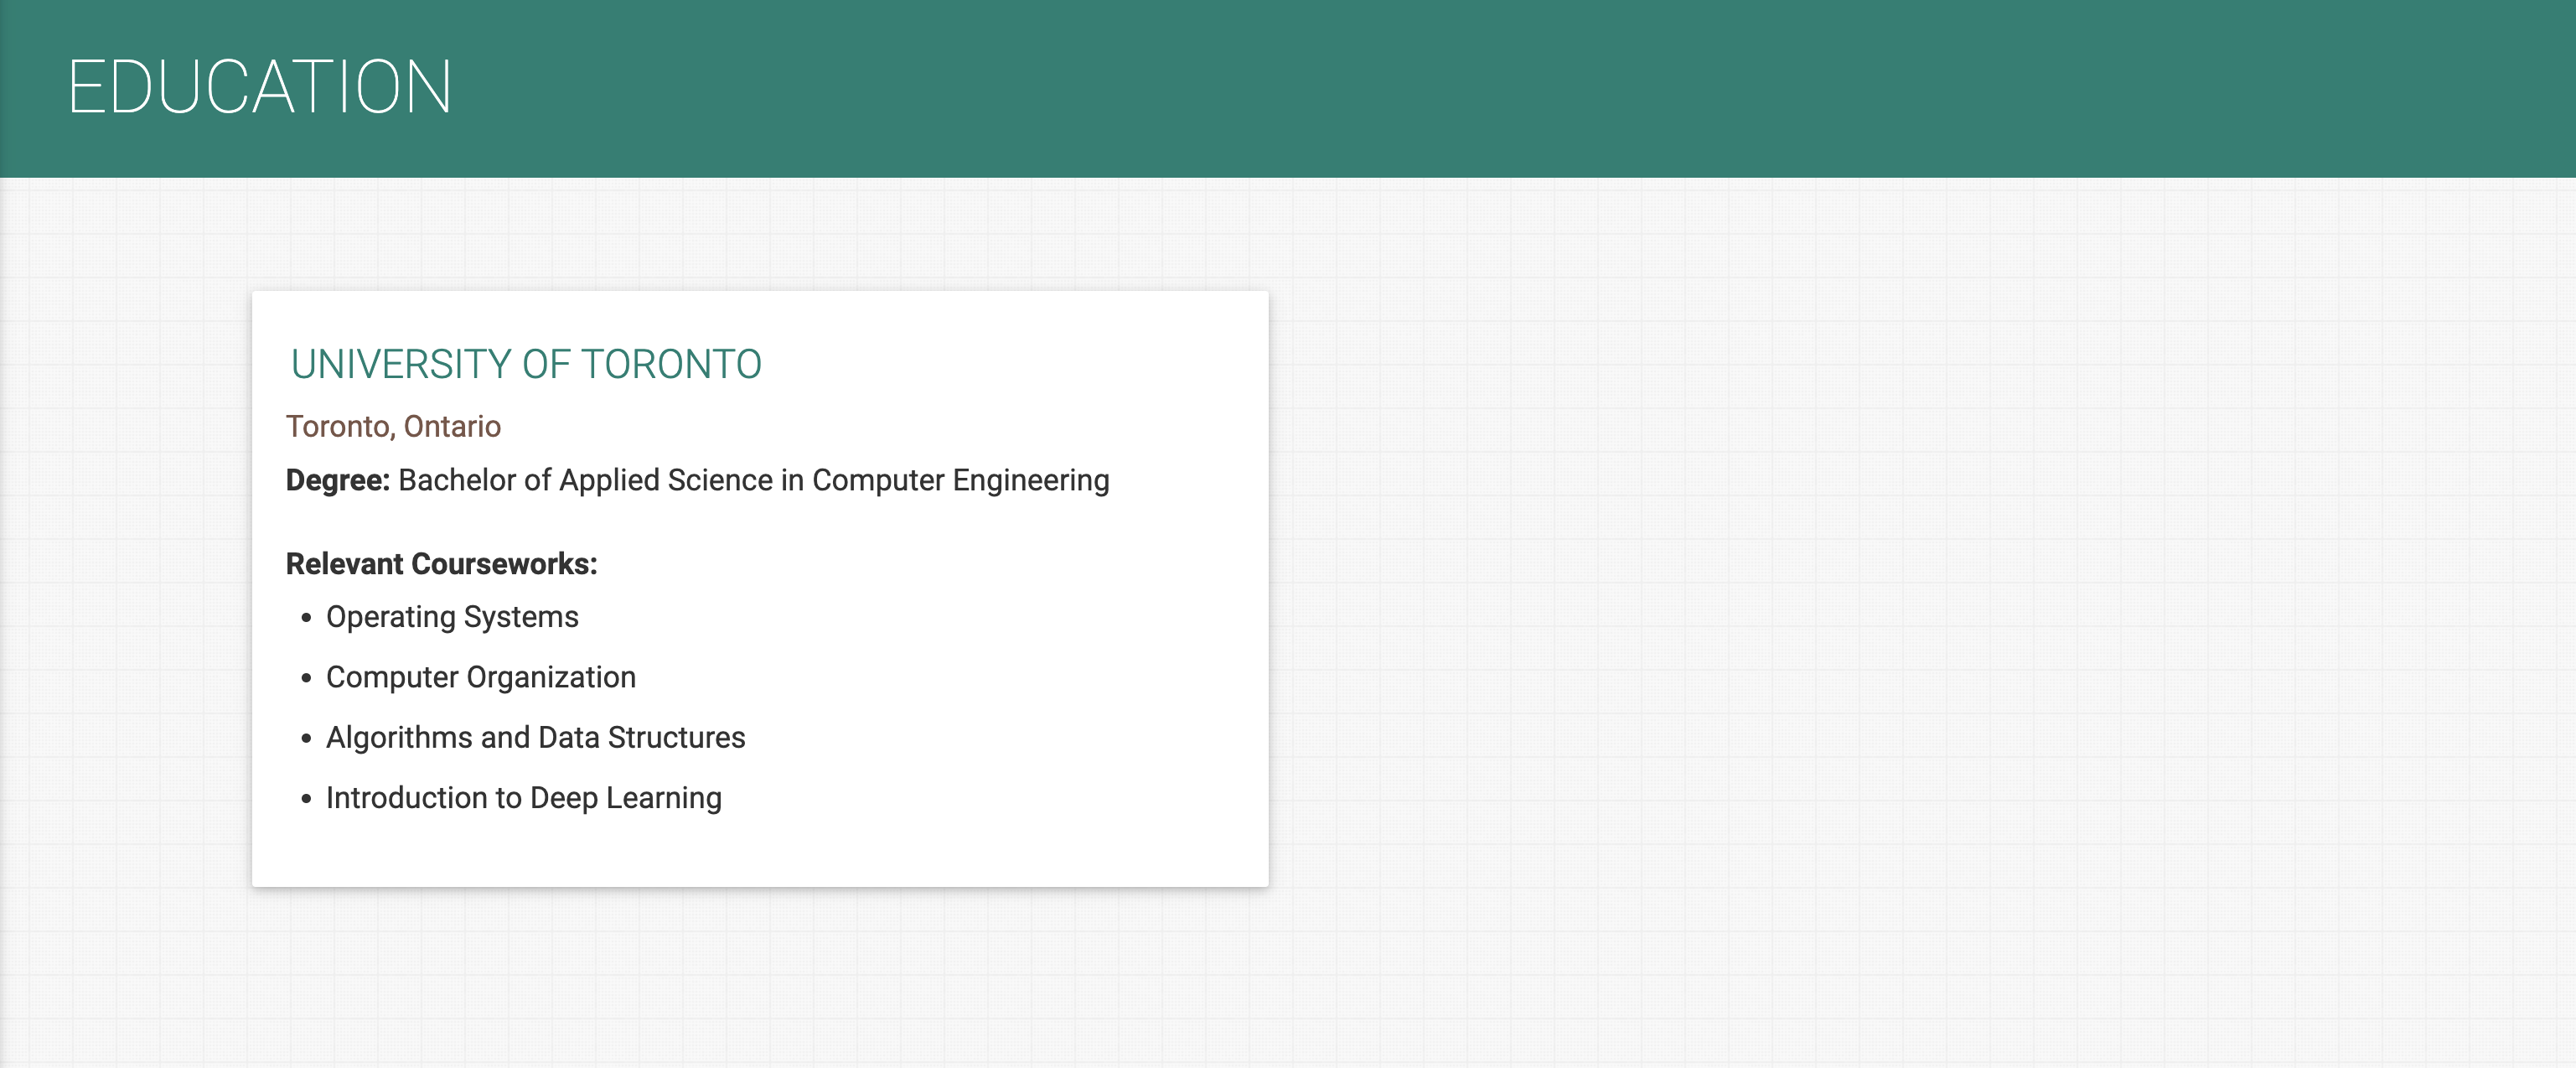 EDUCATION
UNIVERSITY OF TORONTO
Toronto, Ontario
Degree: Bachelor of Applied Science in Computer Engineering
Relevant Courseworks:
• Operating Systems
• Computer Organization
• Algorithms and Data Structures
• Introduction to Deep Learning